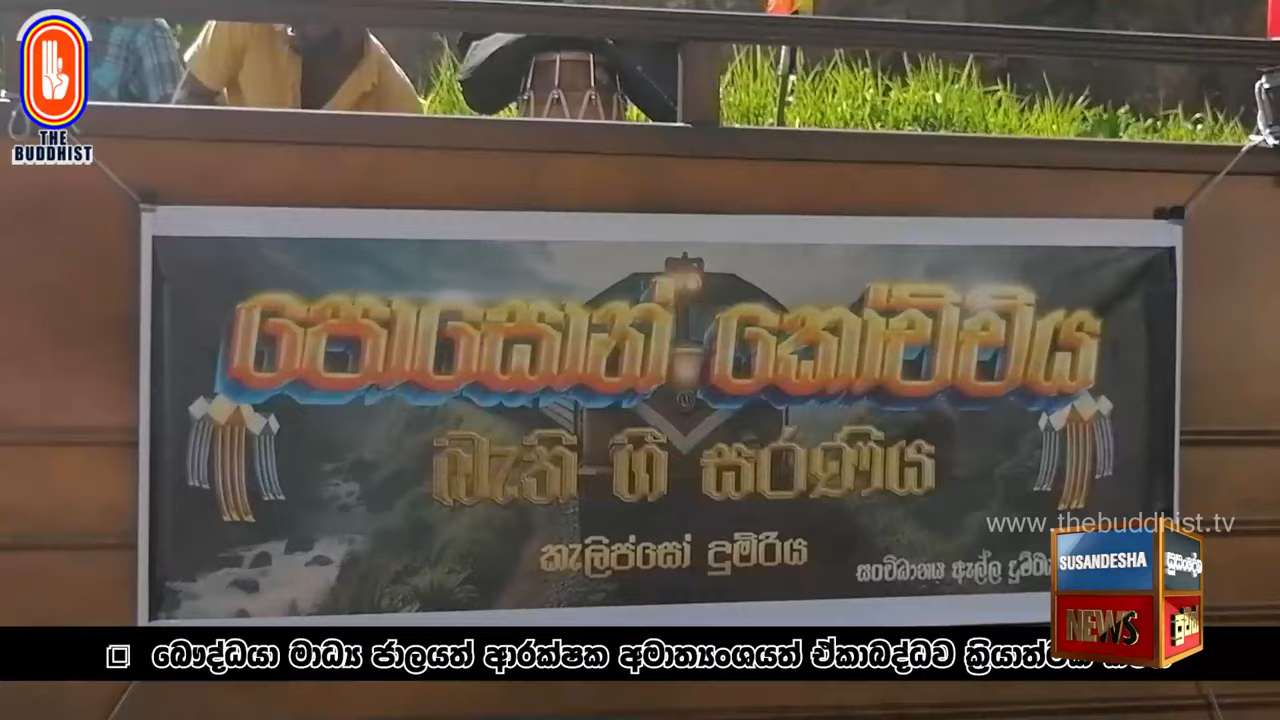 THE
BUDDHIST
පොසොන් කෝච්චිය
බැති ගී සරණිය
කැලිප්සෝ දුම්රිය
සංවිධානය ඇල්ල
www.thebuddhist.tv
SUSANDESHA
සුසංදේශ
NEWS
බෞද්ධයා මාධ්‍ය ජාලයත් ආරක්ෂක අමාත්‍යංශයත් ඒකාබද්ධව